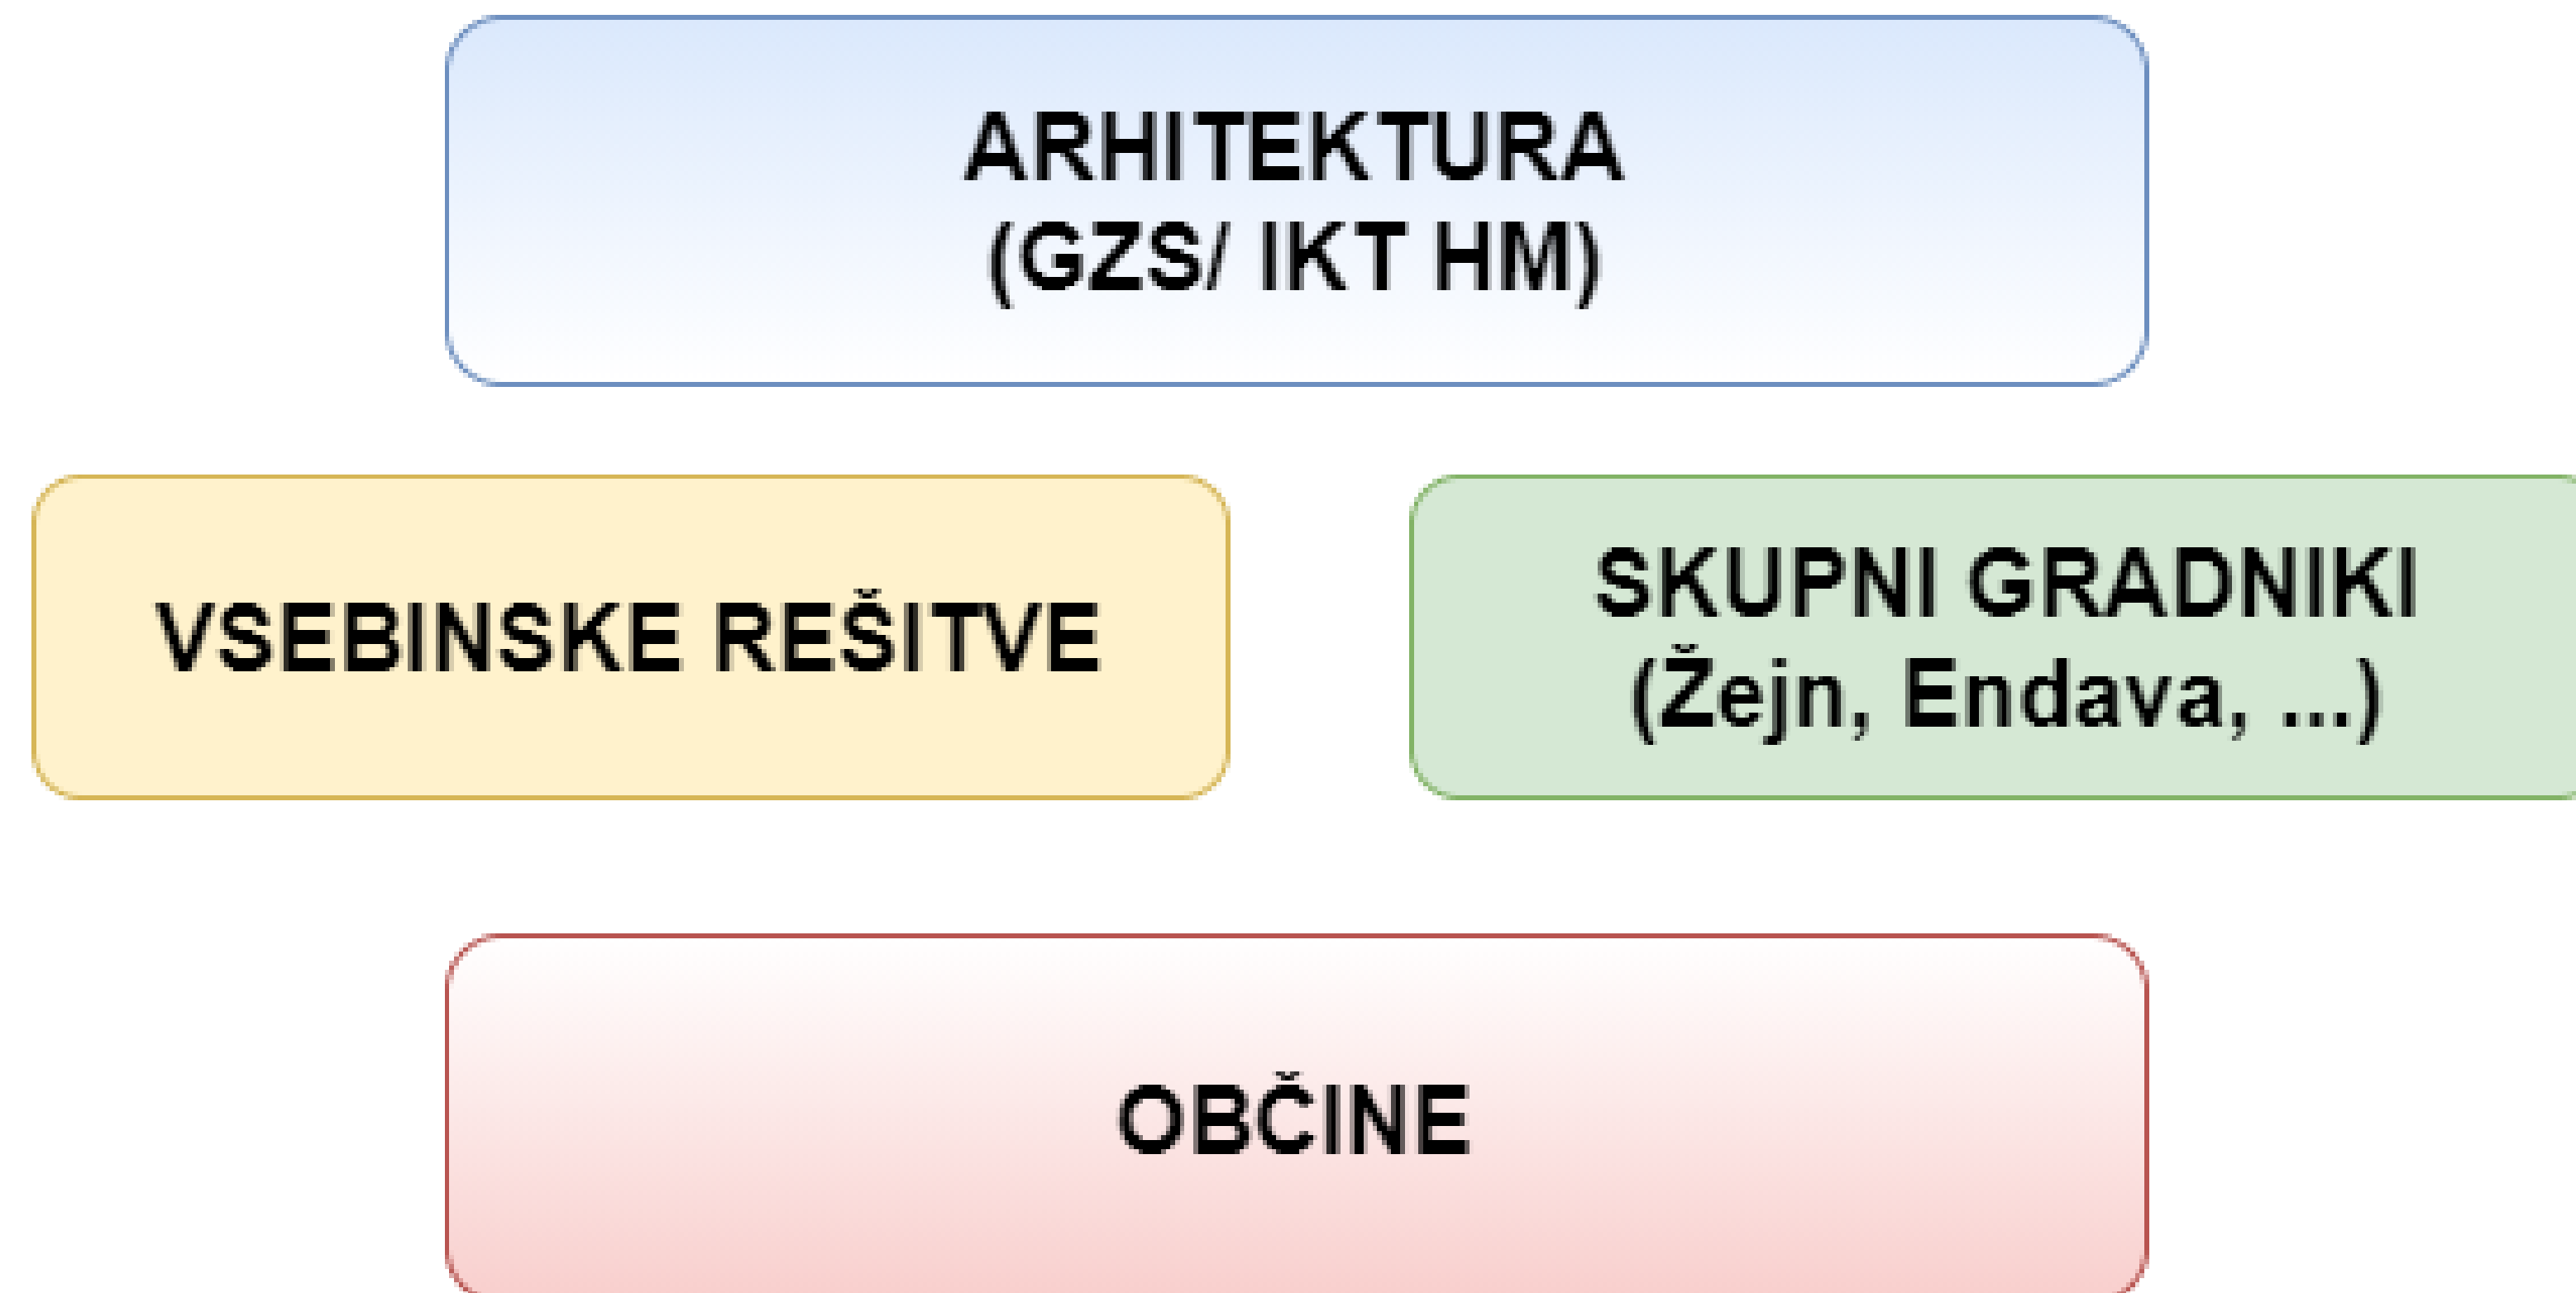 ARHITEKTURA
(GZS/ IKT HM)
VSEBINSKE REŠITVE
SKUPNI GRADNIKI
(Žejn, Endava, ...)
OBČINE